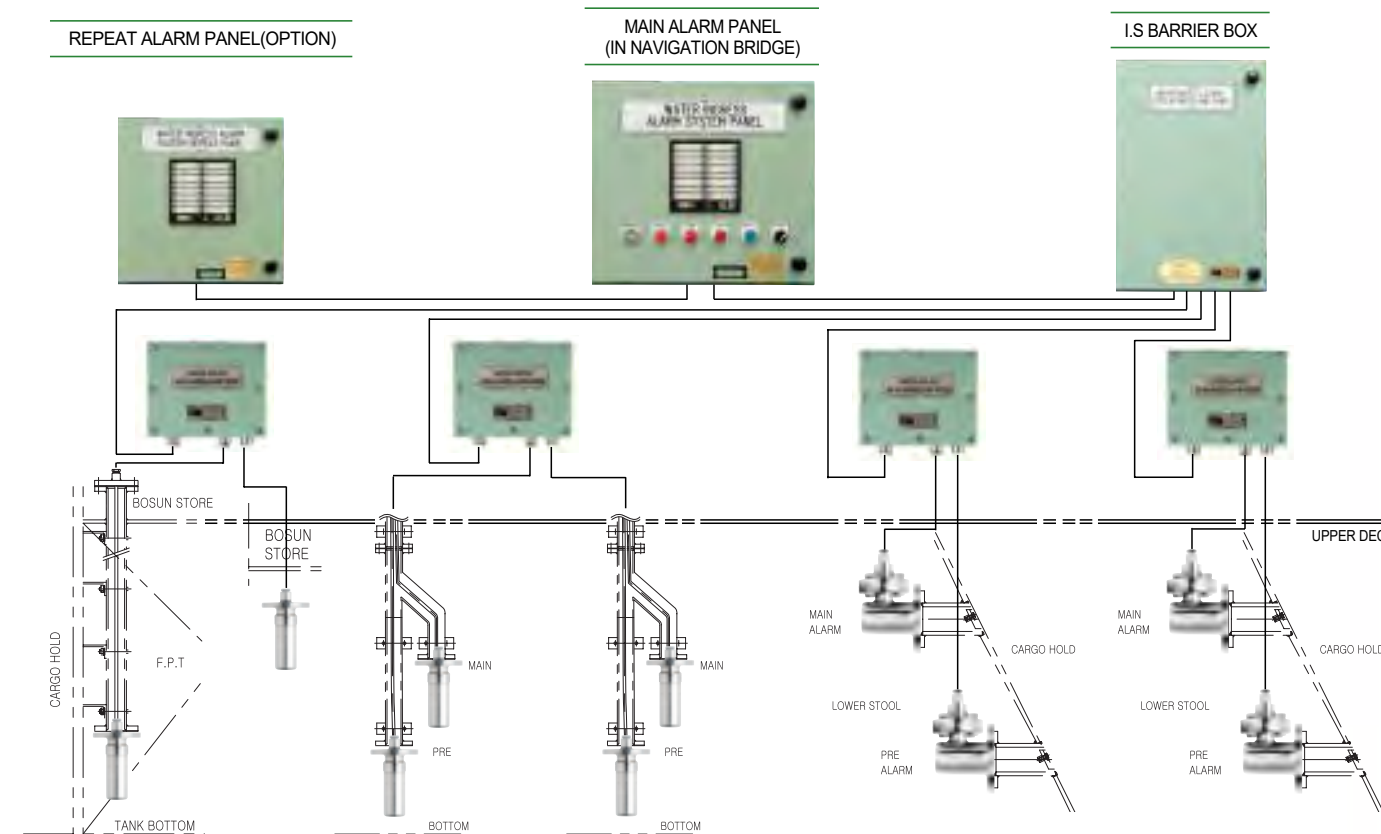 REPEAT ALARM PANEL(OPTION)
MAIN ALARM PANEL
(IN NAVIGATION BRIDGE)
I.S BARRIER BOX
WATER INGRESS
ALARM SYSTEM PANEL
BOSUN STORE
BOSUN
STORE
UPPER DEC
CARGO HOLD
F.P.T
MAIN
PRE
MAIN
PRE
MAIN
ALARM
CARGO HOLD
LOWER STOOL
PRE
ALARM
MAIN
ALARM
CARGO HOLD
LOWER STOOL
PRE
ALARM
TANK BOTTOM
BOTTOM
BOTTOM